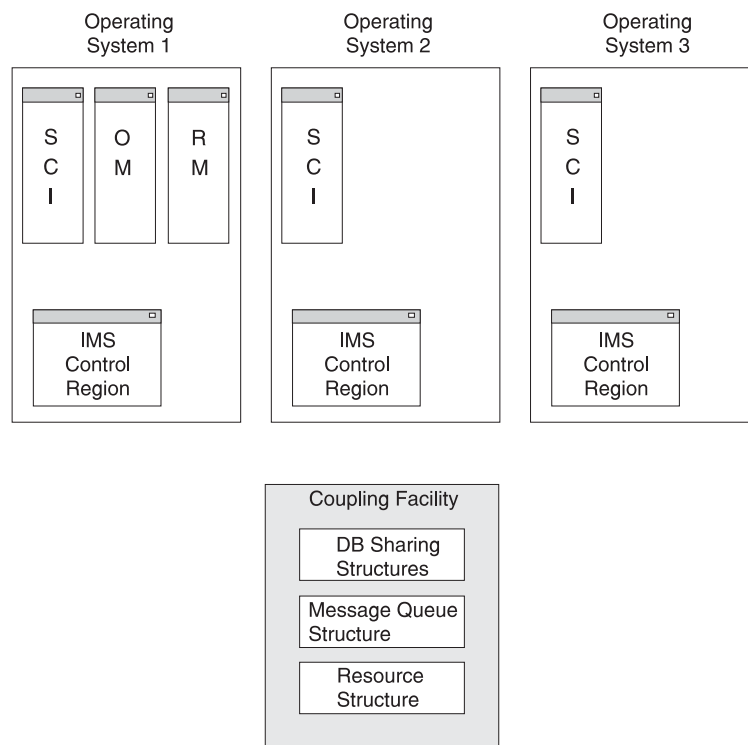 Operating
System 1
Operating
System 2
Operating
System 3
S
C
I
O
M
R
M
S
C
I
S
C
I
IMS
Control
Region
IMS
Control
Region
IMS
Control
Region
Coupling Facility
DB Sharing
Structures
Message Queue
Structure
Resource
Structure